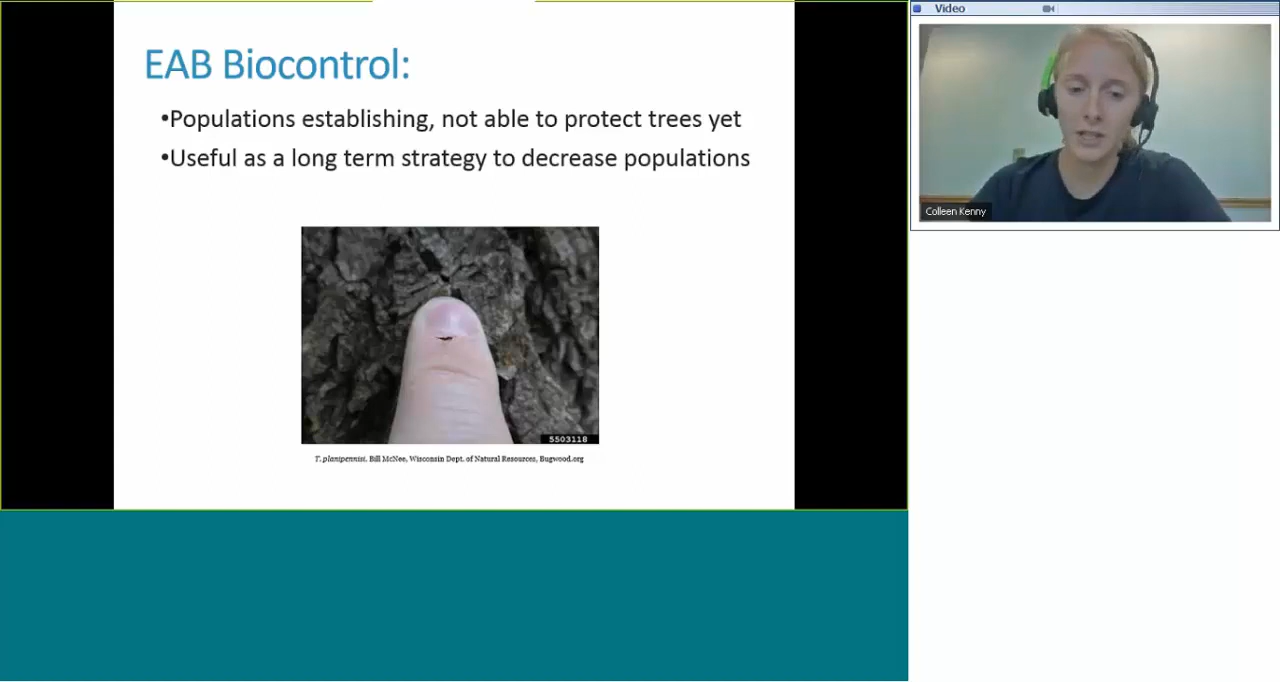 Video
EAB Biocontrol:
•Populations establishing, not able to protect trees yet
•Useful as a long term strategy to decrease populations
Colleen Kenny
5503118
T. planipennisi. Bill McNee, Wisconsin Dept. of Natural Resources, Bugwood.org